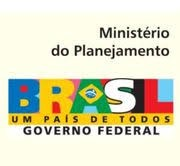 Ministério
do Planejamento
BRASIL
UM PAÍS DE TODOS
GOVERNO FEDERAL